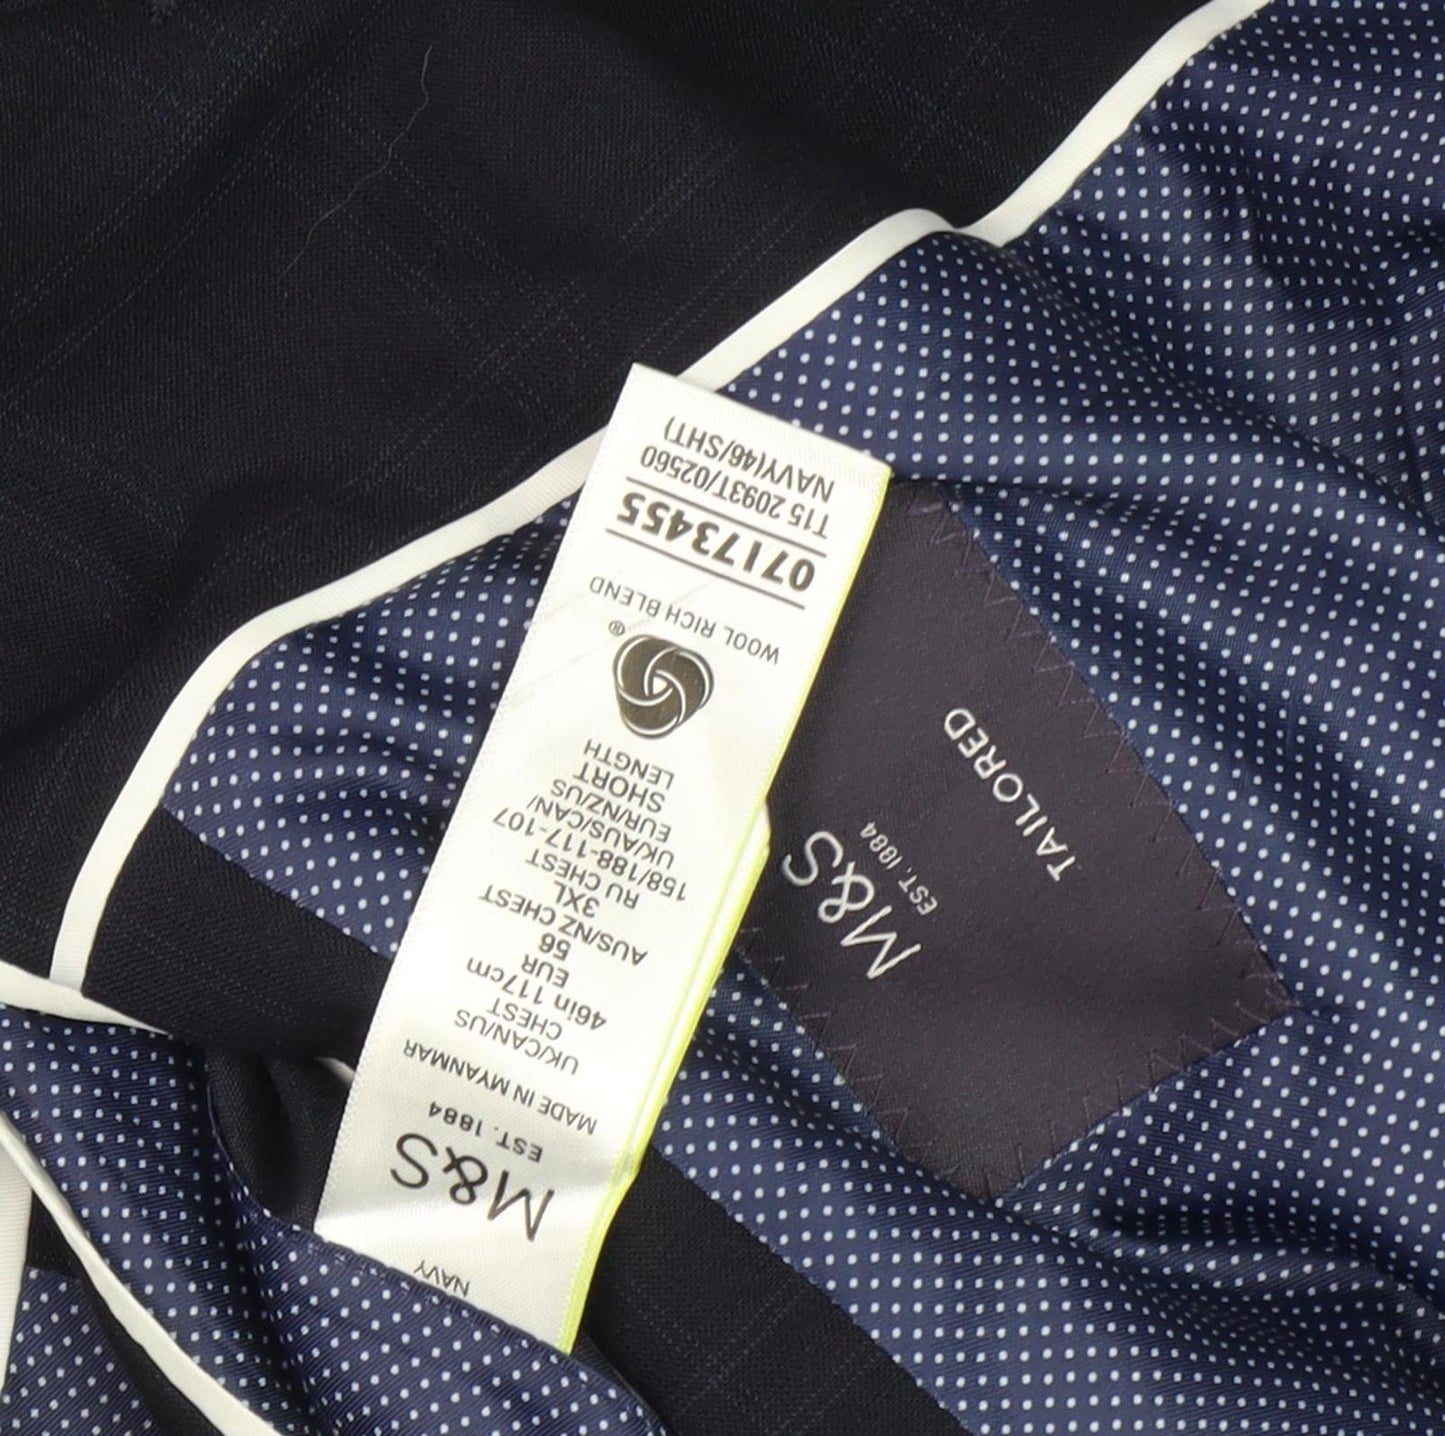 NAVY
M&S
EST. 1884
MADE IN MYANMAR
UK/CAN/US
CHEST
46in 117cm
EUR
56
AUS/NZ CHEST
3XL
RU CHEST
158/188-117-107
UK/AUS/CAN/
EUR/NZ/US
SHORT
LENGTH
®
WOOL RICH BLEND
07173455
T15 2093T/02560
NAVY(46/SHT)
M&S
EST. 1884
TAILORED